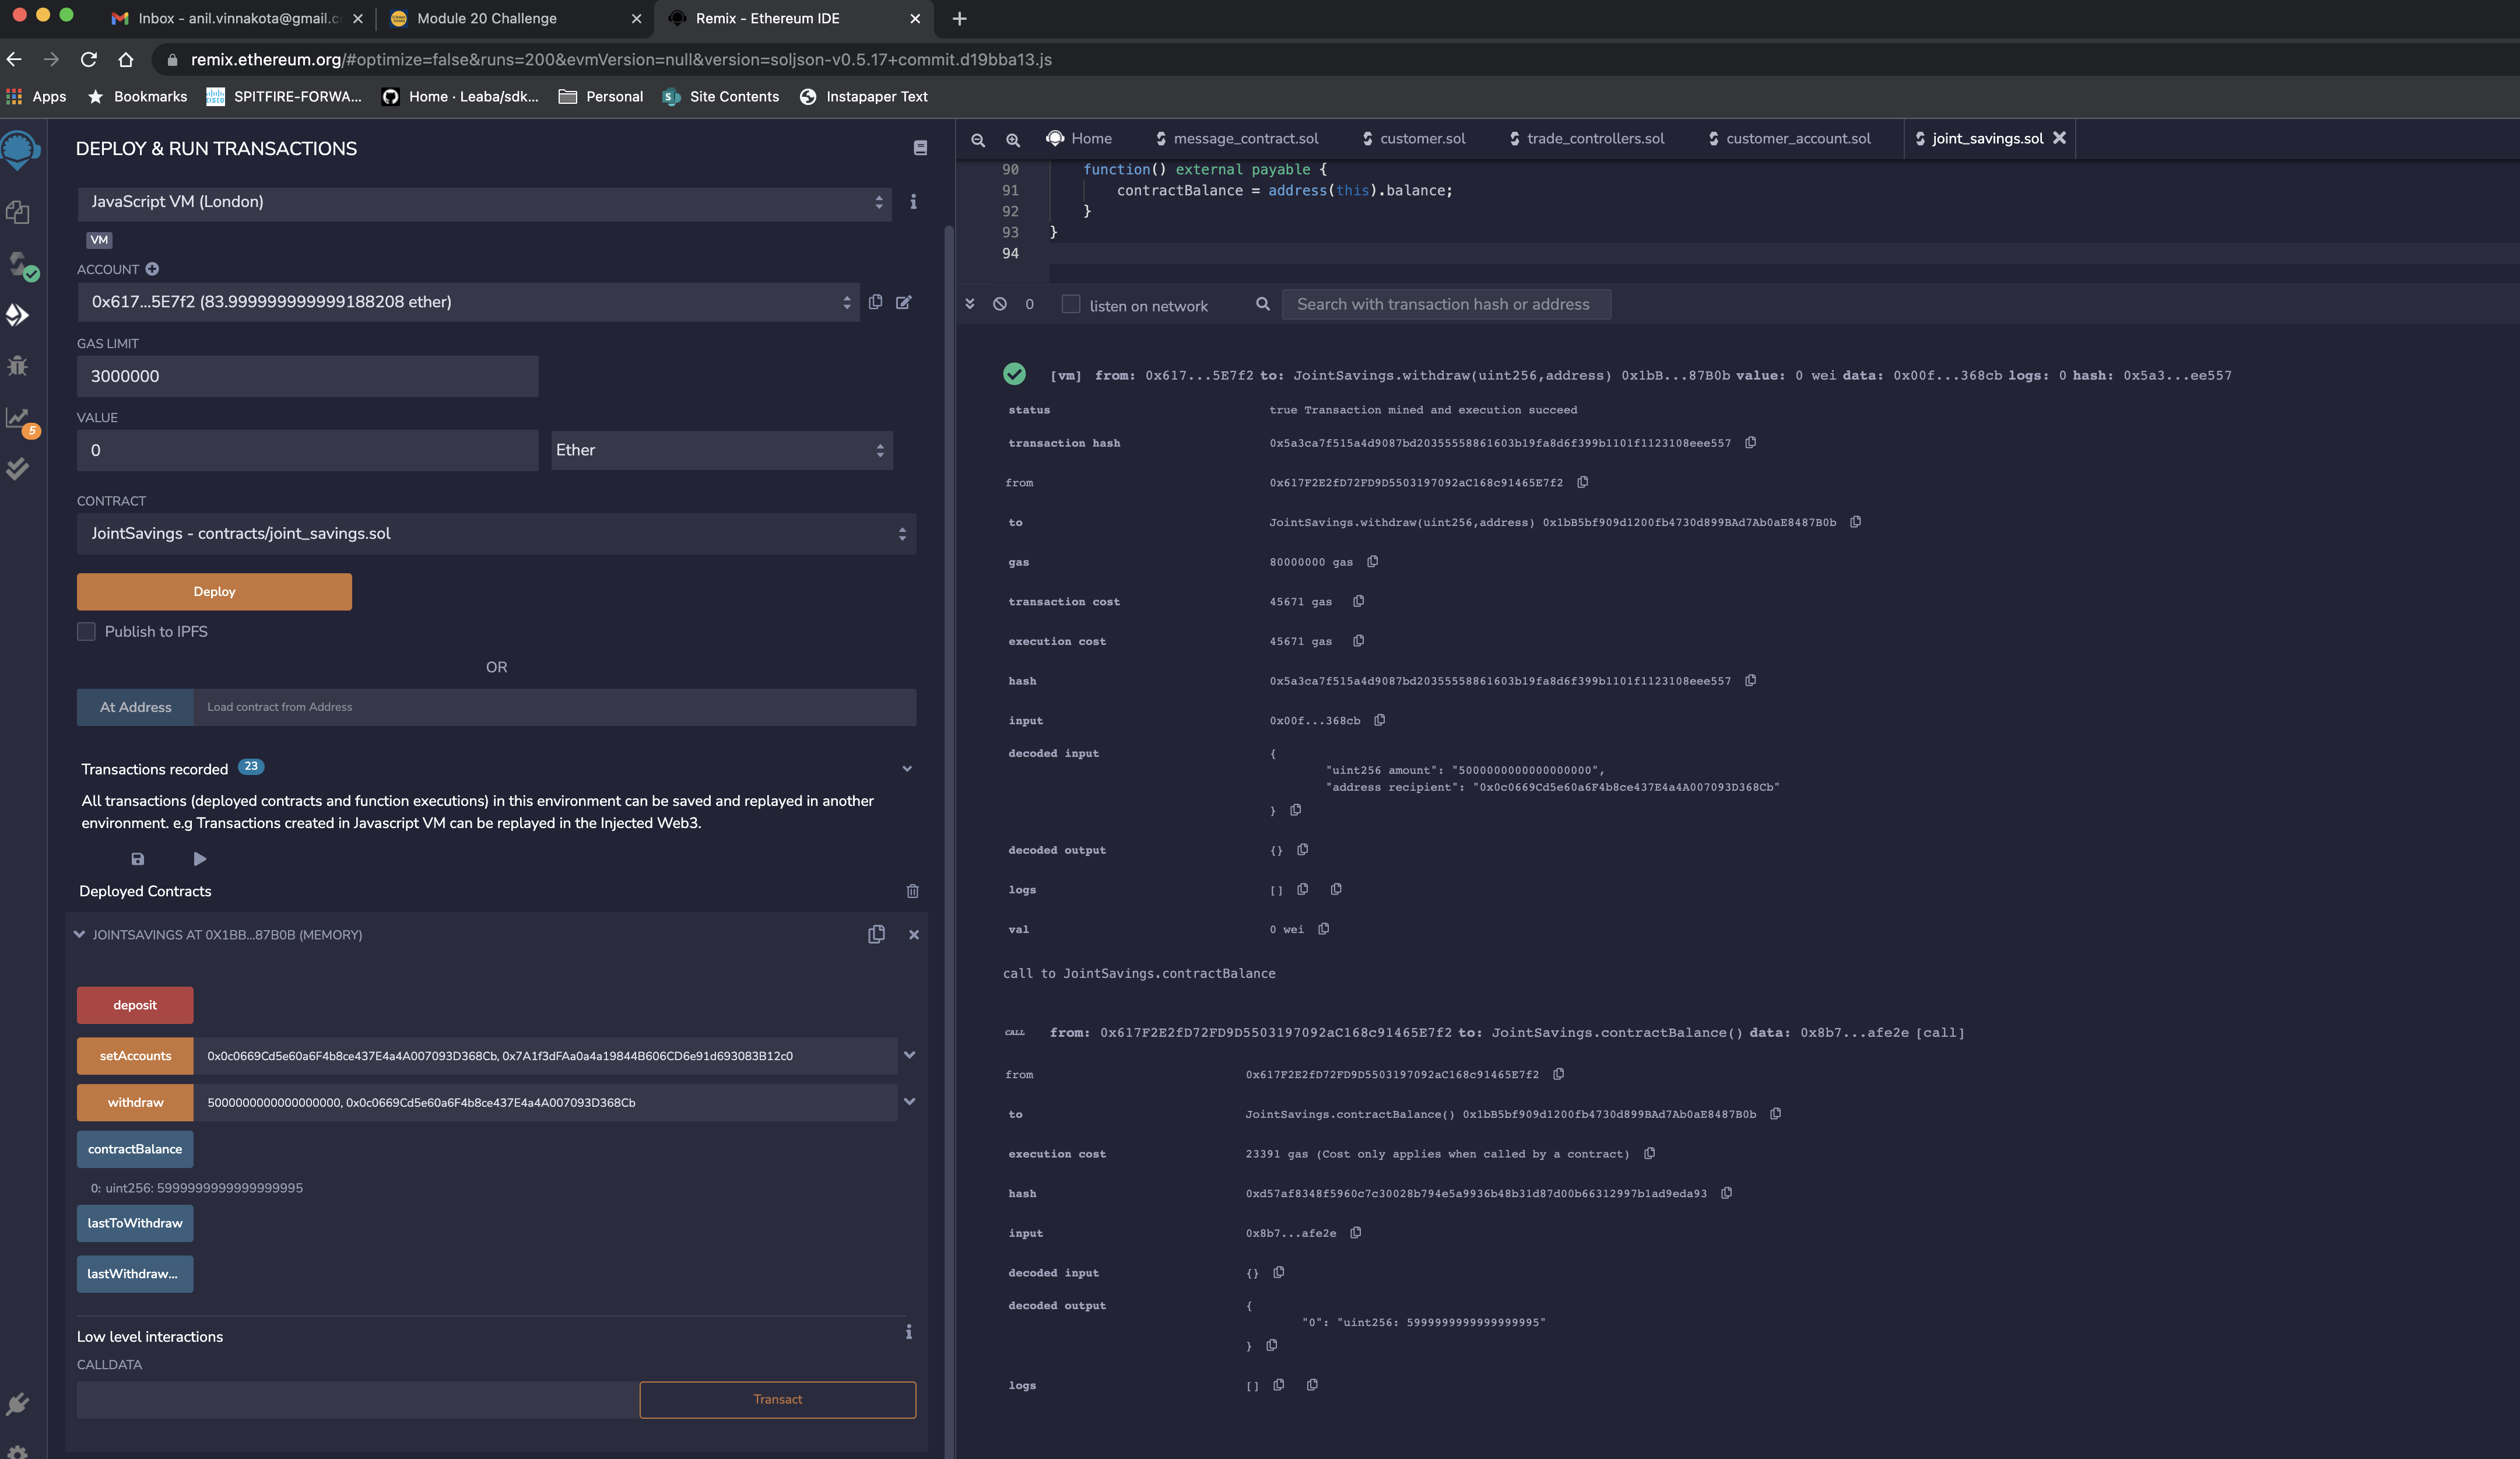 Inbox - anil.vinnakota@gmail.c
Module 20 Challenge
Remix - Ethereum IDE
remix.ethereum.org/#optimize=false&runs=200&evmVersion=null&version=soljson-v0.5.17+commit.d19bba13.js
Apps
Bookmarks
SPITFIRE-FORWA...
Home · Leaba/sdk...
Personal
Site Contents
Instapaper Text
DEPLOY & RUN TRANSACTIONS
JavaScript VM (London)
VM
ACCOUNT
0x617...5E7f2 (83.999999999999188208 ether)
GAS LIMIT
3000000
VALUE
0
Ether
CONTRACT
JointSavings - contracts/joint_savings.sol
Deploy
Publish to IPFS
OR
At Address
Load contract from Address
Transactions recorded 23
All transactions (deployed contracts and function executions) in this environment can be saved and replayed in another
environment. e.g Transactions created in Javascript VM can be replayed in the Injected Web3.
Deployed Contracts
JOINTSAVINGS AT 0X1BB...87B0B (MEMORY)
deposit
setAccounts
0x0c0669Cd5e60a6F4b8ce437E4a4A007093D368Cb, 0x7A1f3dFAa0a4a19844B606CD6e91d693083B12c0
withdraw
5000000000000000000, 0x0c0669Cd5e60a6F4b8ce437E4a4A007093D368Cb
contractBalance
0: uint256: 5999999999999999995
lastToWithdraw
lastWithdraw...
Low level interactions
CALLDATA
Transact
5
Home
message_contract.sol
customer.sol
trade_controllers.sol
customer_account.sol
joint_savings.sol
90 function() external payable {
91 contractBalance = address(this).balance;
92 }
93 }
94
0
listen on network
Search with transaction hash or address
[vm] from: 0x617...5E7f2 to: JointSavings.withdraw(uint256,address) 0x1bB...87B0b value: 0 wei data: 0x00f...368cb logs: 0 hash: 0x5a3...ee557
status true Transaction mined and execution succeed
transaction hash 0x5a3ca7f515a4d9087bd20355558861603b19fa8d6f399b1101f1123108eee557
from 0x617F2E2fD72FD9D5503197092aC168c91465E7f2
to JointSavings.withdraw(uint256,address) 0x1bB5bf909d1200fb4730d899BAd7Ab0aE8487B0b
gas 80000000 gas
transaction cost 45671 gas
execution cost 45671 gas
hash 0x5a3ca7f515a4d9087bd20355558861603b19fa8d6f399b1101f1123108eee557
input 0x00f...368cb
decoded input {
"uint256 amount": "5000000000000000000",
"address recipient": "0x0c0669Cd5e60a6F4b8ce437E4a4A007093D368Cb"
}
decoded output {}
logs []
val 0 wei
call to JointSavings.contractBalance
CALL from: 0x617F2E2fD72FD9D5503197092aC168c91465E7f2 to: JointSavings.contractBalance() data: 0x8b7...afe2e [call]
from 0x617F2E2fD72FD9D5503197092aC168c91465E7f2
to JointSavings.contractBalance() 0x1bB5bf909d1200fb4730d899BAd7Ab0aE8487B0b
execution cost 23391 gas (Cost only applies when called by a contract)
hash 0xd57af8348f5960c7c30028b794e5a9936b48b31d87d00b66312997b1ad9eda93
input 0x8b7...afe2e
decoded input {}
decoded output {
"0": "uint256: 5999999999999999995"
}
logs []